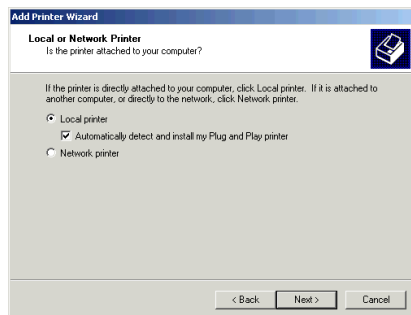 Add Printer Wizard
Local or Network Printer
Is the printer attached to your computer?
If the printer is directly attached to your computer, click Local printer. If it is attached to
another computer, or directly to the network, click Network printer.
Local printer
Automatically detect and install my Plug and Play printer
Network printer
< Back
Next >
Cancel